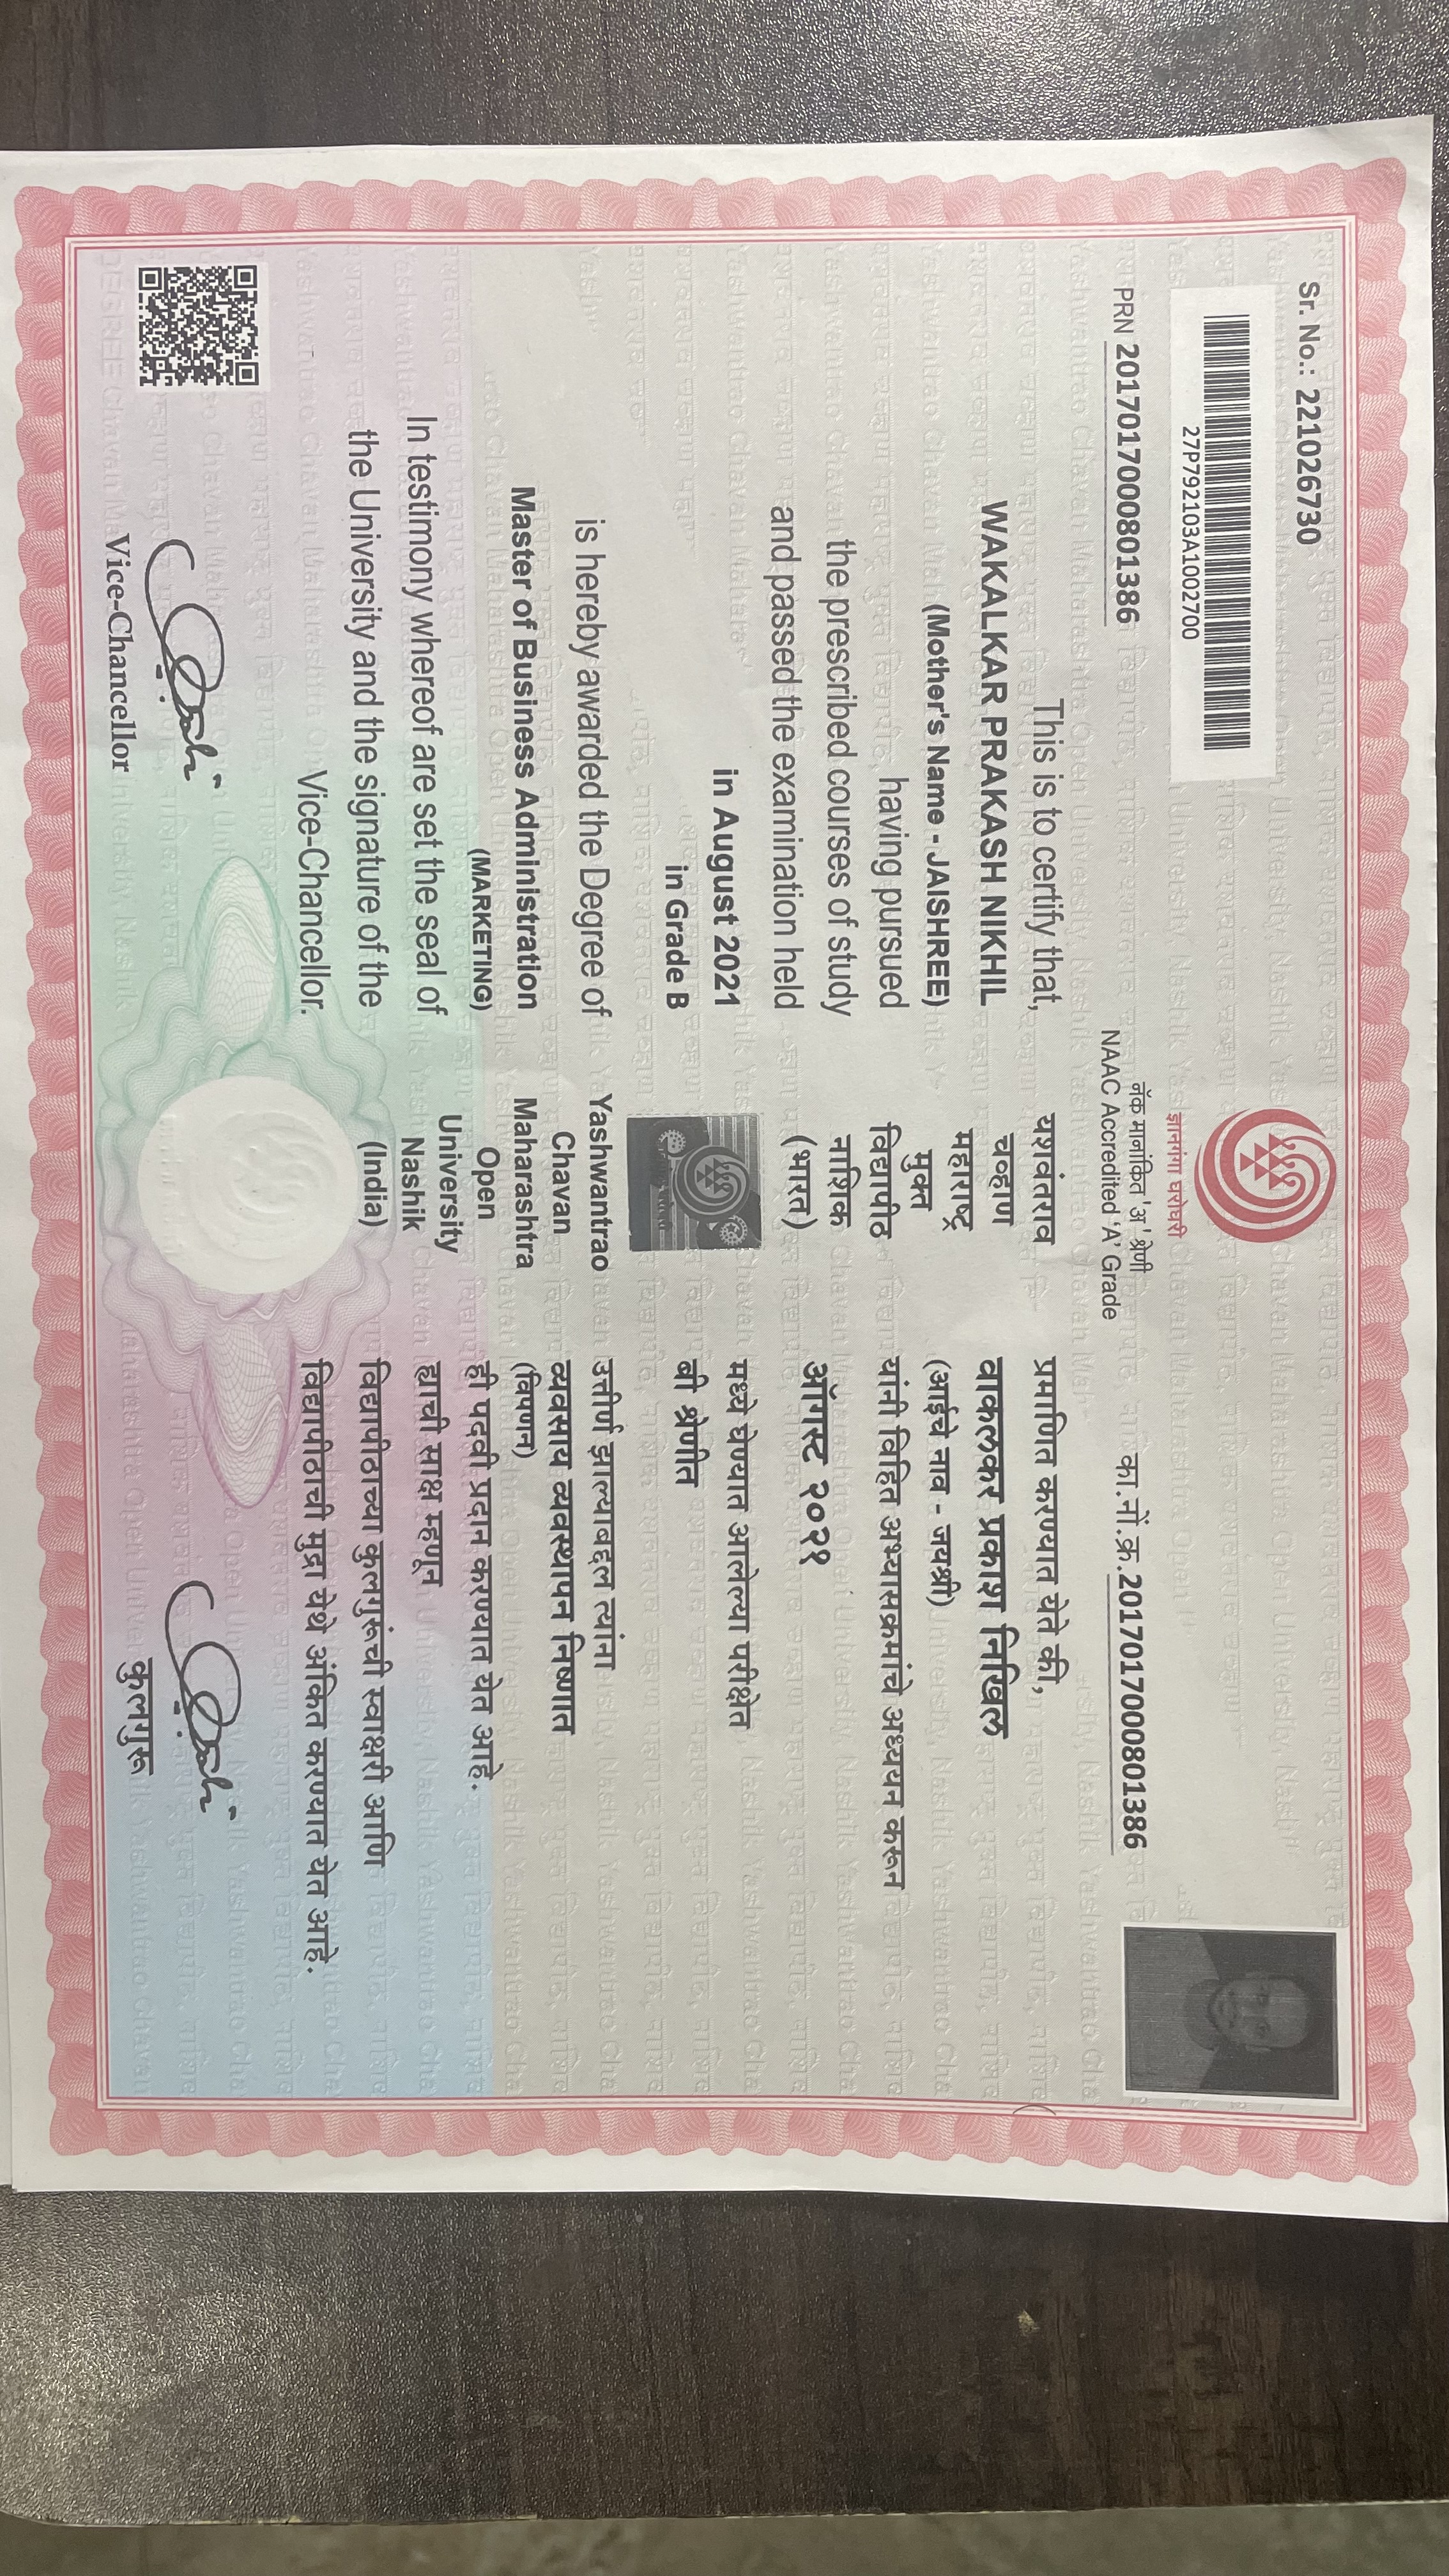 Sr. No.: 221026730
27P792103A1002700
PRN 2017017000801386
ज्ञानगंगा घरोघरी
नॅक मानांकित 'अ' श्रेणी
NAAC Accredited ‘A’ Grade
का.नों.क्र.2017017000801386
This is to certify that,
WAKALKAR PRAKASH NIKHIL
(Mother's Name - JAISHREE)
having pursued
the prescribed courses of study
and passed the examination held
in August 2021
in Grade B
is hereby awarded the Degree of
Master of Business Administration
(MARKETING)
In testimony whereof are set the seal of
the University and the signature of the
Vice-Chancellor.
यशवंतराव
चव्हाण
महाराष्ट्र
मुक्त
विद्यापीठ
नाशिक
(भारत)
Yashwantrao
Chavan
Maharashtra
Open
University
Nashik
(India)
प्रमाणित करण्यात येते की,
वाकलकर प्रकाश निखिल
(आईचे नाव - जयश्री)
यांनी विहित अभ्यासक्रमांचे अध्ययन करून
ऑगस्ट २०२१
मध्ये घेण्यात आलेल्या परीक्षेत
बी श्रेणीत
उत्तीर्ण झाल्याबद्दल त्यांना
व्यवसाय व्यवस्थापन निष्णात
(विपणन)
ही पदवी प्रदान करण्यात येत आहे.
ह्याची साक्ष म्हणून
विद्यापीठाच्या कुलगुरूंची स्वाक्षरी आणि
विद्यापीठाची मुद्रा येथे अंकित करण्यात येत आहे.
Vice-Chancellor
कुलगुरू